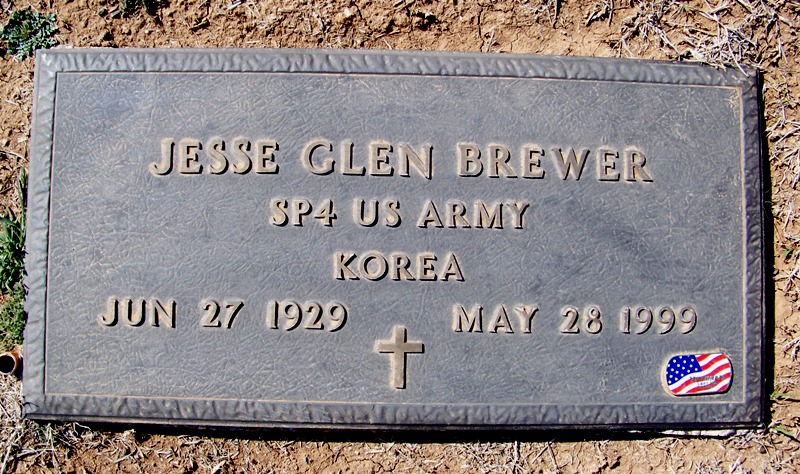 JESSE GLEN BREWER
SP4 US ARMY
KOREA
JUN 27 1929 MAY 28 1999